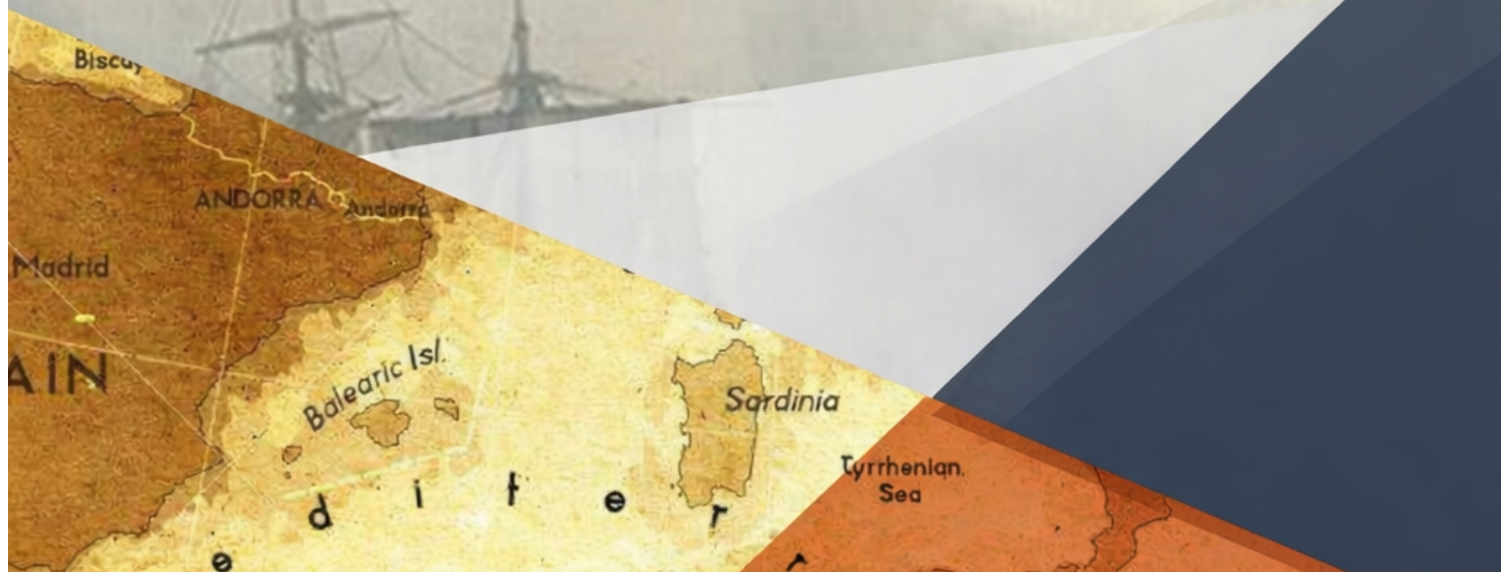 Biscay
ANDORRA
Andorra
Madrid
AIN
Balearic Isl.
Sardinia
Tyrrhenian.
Sea
e d i t e r r